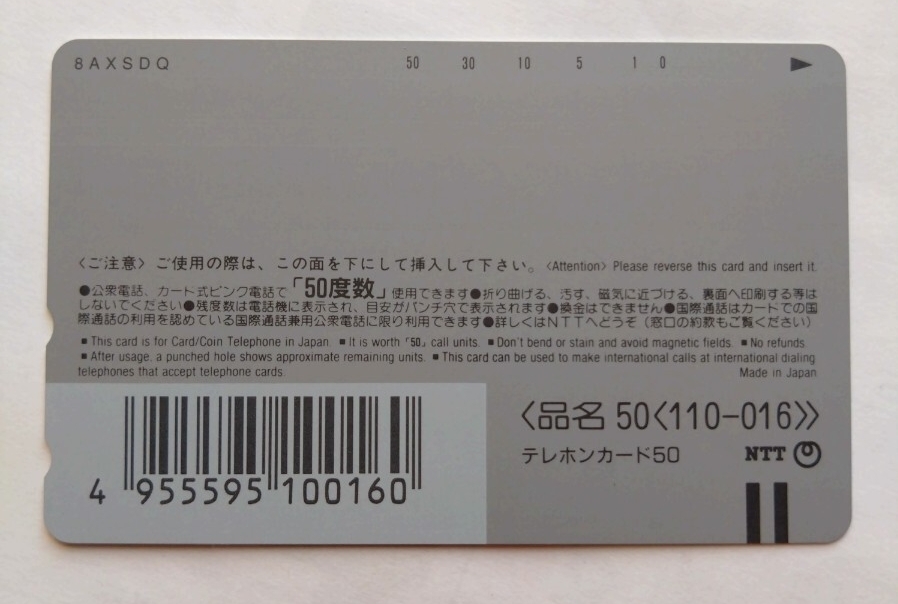 8AXSDQ 50 30 10 5 1 0 ▶
〈ご注意〉ご使用の際は、この面を下にして挿入して下さい。〈Attention〉 Please reverse this card and insert it.
●公衆電話、カード式ピンク電話で「50度数」使用できます●折り曲げる、汚す、磁気に近づける、裏面へ印刷する等は
しないでください●残度数は電話機に表示され、目安がパンチ穴で表示されます●換金はできません●国際通話はカードでの国
際通話の利用を認めている国際通話兼用公衆電話に限り利用できます●詳しくはNTTへどうぞ（窓口の約款もご覧ください）
■ This card is for Card/Coin Telephone in Japan. ■ It is worth「50」call units. ■ Don't bend or stain and avoid magnetic fields. ■ No refunds.
■ After usage, a punched hole shows approximate remaining units. ■ This card can be used to make international calls at international dialing
telephones that accept telephone cards.
Made in Japan
〈品名 50〈110-016〉〉
テレホンカード50 NTT
4 955595 100160